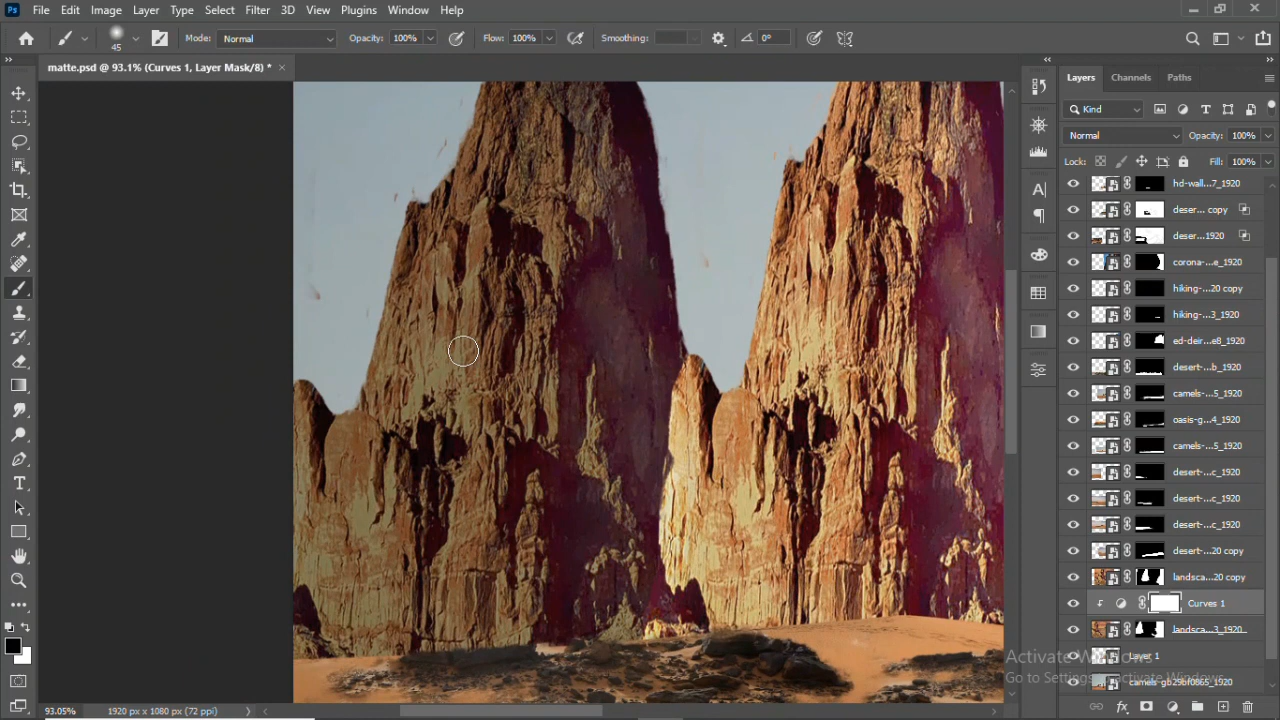 Ps File Edit Image Layer Type Select Filter 3D View Plugins Window Help
45 Mode: Normal Opacity: 100% Flow: 100% Smoothing: 0°
matte.psd @ 93.1% (Curves 1, Layer Mask/8) * ×
Layers Channels Paths
Kind
Normal Opacity: 100%
Lock: Fill: 100%
hd-wall...7_1920
deser... copy
deser...1920
corona-...e_1920
hiking-...20 copy
hiking-...3_1920
ed-deir...e8_1920
desert-...b_1920
camels-...5_1920
oasis-g...4_1920
camels-...5_1920
desert-...c_1920
desert-...c_1920
desert-...c_1920
desert-...20 copy
landsca...20 copy
Curves 1
landsca...3_1920
Layer 1
camels-gb29bf0865_1920
Activate Windows
Go to Settings to activate Windows.
93.05% 1920 px x 1080 px (72 ppi)